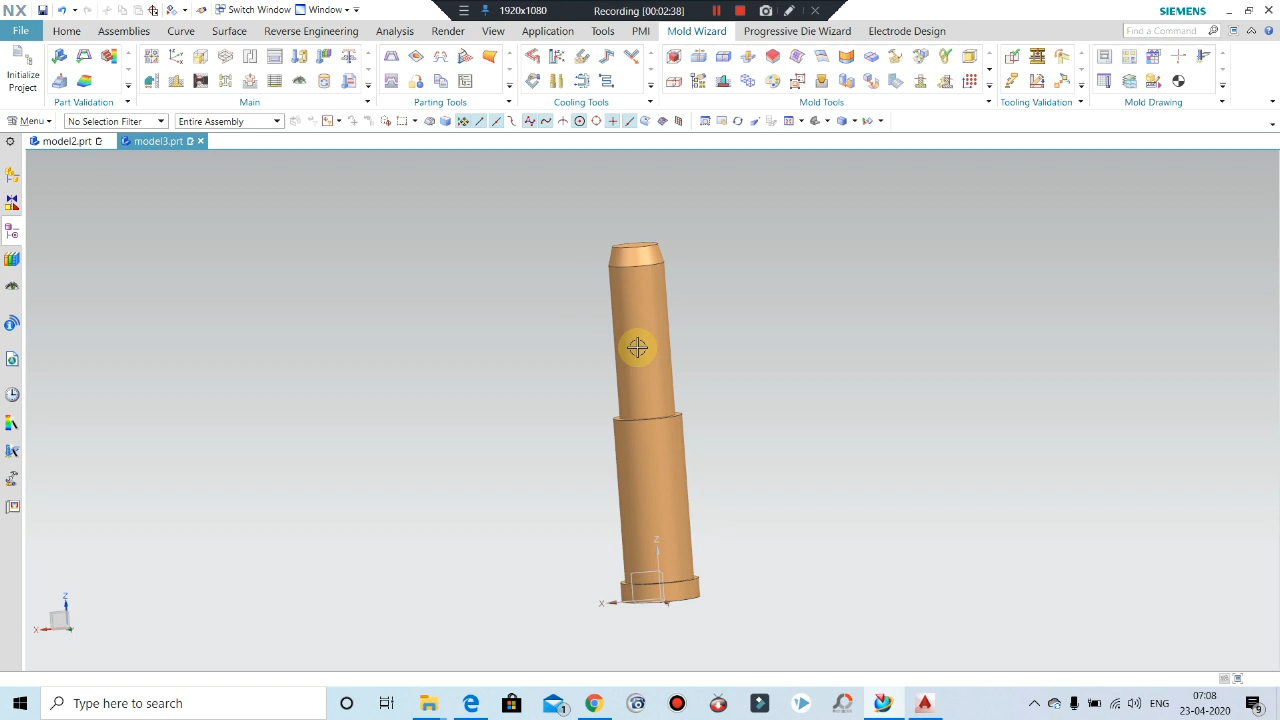 NX Switch Window Window 1920x1080 Recording [00:02:38] SIEMENS
File Home Assemblies Curve Surface Reverse Engineering Analysis Render View Application Tools PMI Mold Wizard Progressive Die Wizard Electrode Design Find a Command
Initialize
Project
Part Validation Main Parting Tools Cooling Tools Mold Tools Tooling Validation Mold Drawing
Menu No Selection Filter Entire Assembly
model2.prt model3.prt
Z
X
Z
X
Type here to search 1 ENG 07:08 23-04-2020